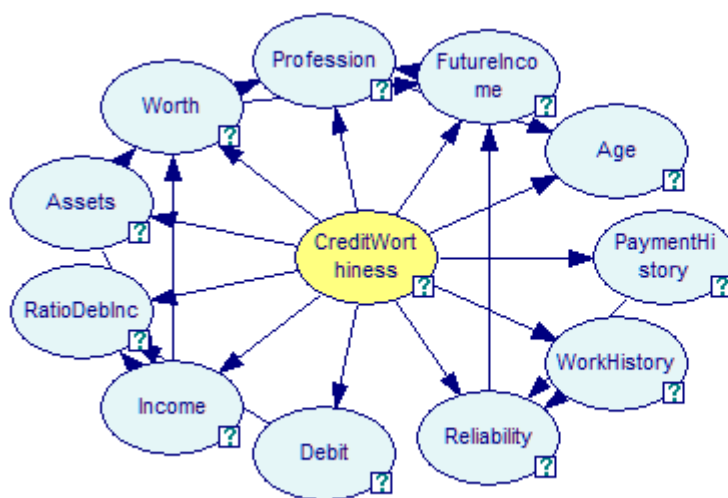 Profession
?
FutureInco
me
?
Worth
?
Age
?
Assets
?
CreditWort
hiness
?
PaymentHi
story
?
RatioDebInc
?
WorkHistory
?
Income
?
Debit
?
Reliability
?